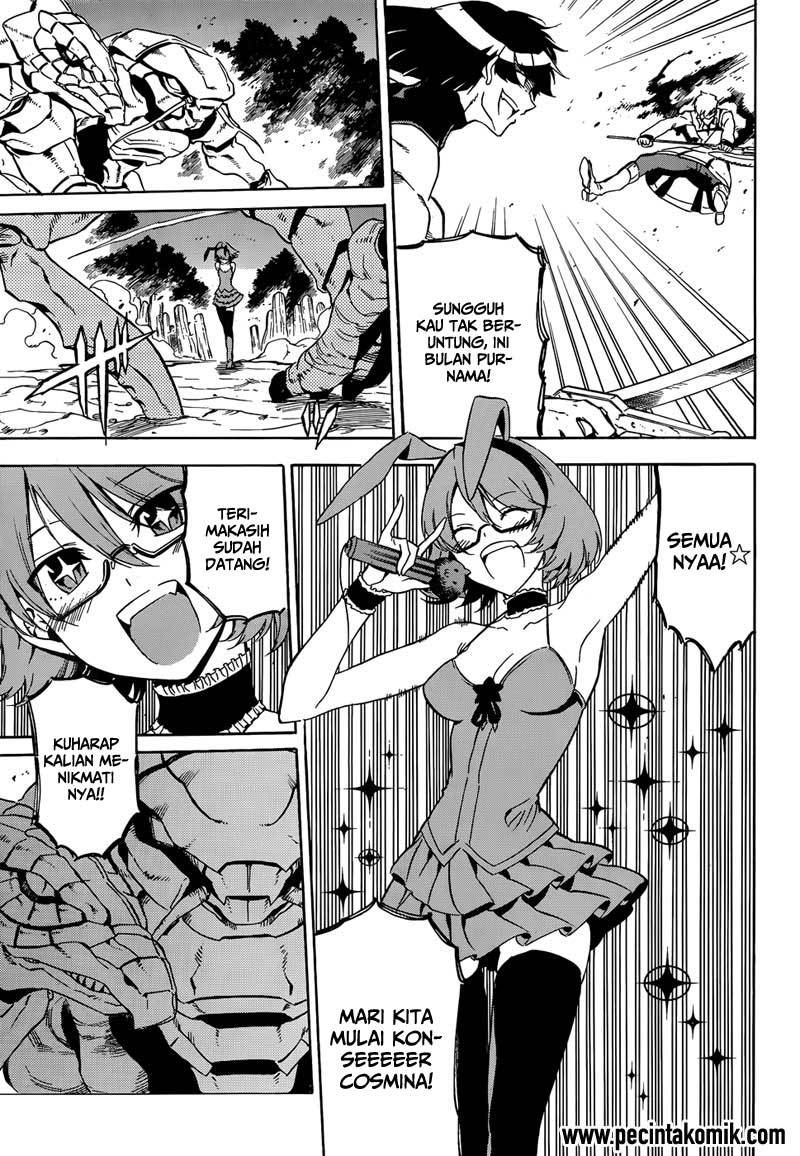 SUNGGUH
KAU TAK BER-
UNTUNG, INI
BULAN PUR-
NAMA!
SEMUA
NYAA!☆
TERI-
MAKASIH
SUDAH
DATANG!
KUHARAP
KALIAN ME-
NIKMATI
NYA!!
MARI KITA
MULAI KON-
SEEEEER
COSMINA!
www.pecintakomik.com